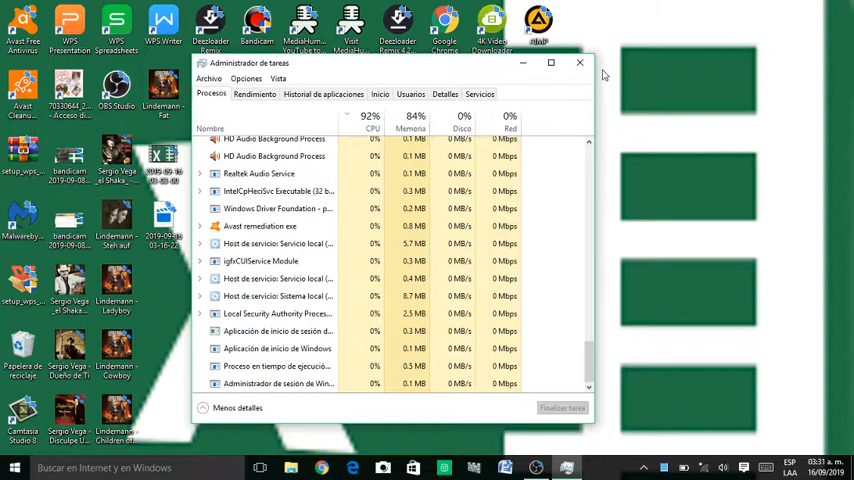 Avast Free
Antivirus
WPS
Presentation
WPS
Spreadsheets
WPS Writer
Deezloader
Remix
Bandicam
MediaHum...
YouTube to...
Visit
MediaHu...
Deezloader
Remix 4.2...
Google
Chrome
4K Video
Downloader
AIMP
Avast
Cleanu...
70330644_2...
- Acceso di...
OBS Studio
Lindemann -
Fat
setup_wps_...
bandicam
2019-09-08...
Sergio Vega
_el Shaka_ -...
2019-09-16
03-03-00
Malwareby...
bandicam
2019-09-08...
Lindemann -
Steh auf
2019-09-16
03-16-22
setup_wps_...
Sergio Vega
_el Shaka...
Lindemann -
Ladyboy
Papelera de
reciclaje
Sergio Vega -
Dueño de Ti
Lindemann -
Cowboy
Camtasia
Studio 8
Sergio Vega -
Disculpe U...
Lindemann -
Children of...
Administrador de tareas
Archivo Opciones Vista
Procesos Rendimiento Historial de aplicaciones Inicio Usuarios Detalles Servicios
92% 84% 0% 0%
Nombre CPU Memoria Disco Red
HD Audio Background Process 0% 0.1 MB 0 MB/s 0 Mbps
HD Audio Background Process 0% 0.1 MB 0 MB/s 0 Mbps
Realtek Audio Service 0% 0.1 MB 0 MB/s 0 Mbps
IntelCpHeciSvc Executable (32 b... 0% 0.3 MB 0 MB/s 0 Mbps
Windows Driver Foundation - p... 0% 0.2 MB 0 MB/s 0 Mbps
Avast remediation exe 0% 0.8 MB 0 MB/s 0 Mbps
Host de servicio: Servicio local (... 0% 5.7 MB 0 MB/s 0 Mbps
igfxCUIService Module 0% 0.3 MB 0 MB/s 0 Mbps
Host de servicio: Servicio local (... 0% 0.4 MB 0 MB/s 0 Mbps
Host de servicio: Sistema local (... 0% 8.7 MB 0 MB/s 0 Mbps
Local Security Authority Proces... 0% 2.5 MB 0 MB/s 0 Mbps
Aplicación de inicio de sesión d... 0% 0.3 MB 0 MB/s 0 Mbps
Aplicación de inicio de Windows 0% 0.1 MB 0 MB/s 0 Mbps
Proceso en tiempo de ejecució... 0% 0.5 MB 0 MB/s 0 Mbps
Administrador de sesión de Win... 0% 0.1 MB 0 MB/s 0 Mbps
Menos detalles
Finalizar tarea
Buscar en Internet y en Windows
ESP
LAA
03:31 a. m.
16/09/2019